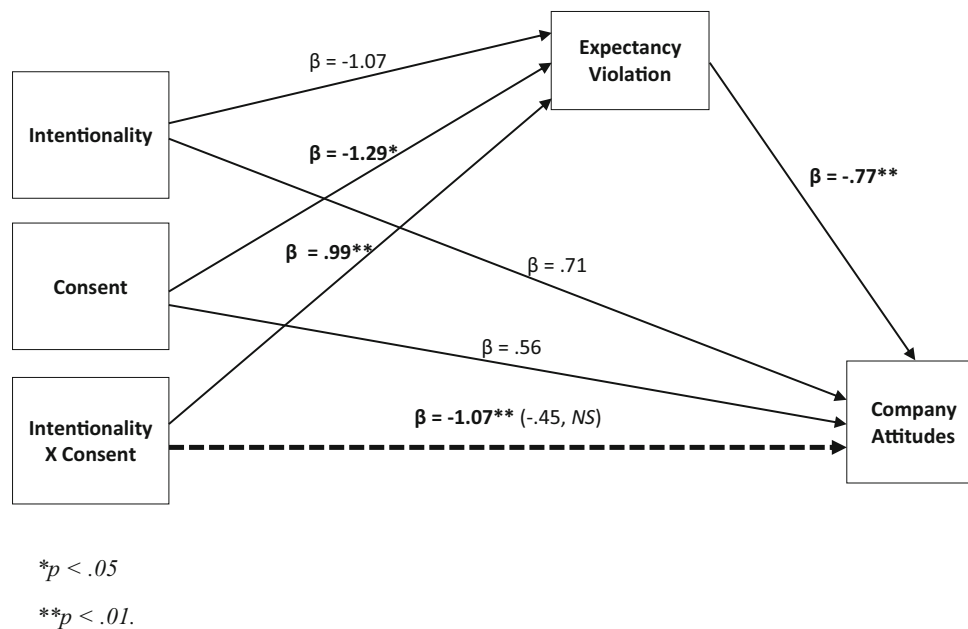 Expectancy
Violation
β = -1.07
Intentionality
β = -1.29*
β = -.77**
β = .99**
Consent
β = .71
β = .56
Intentionality
X Consent
β = -1.07** (-.45, NS)
Company
Attitudes
*p < .05
**p < .01.